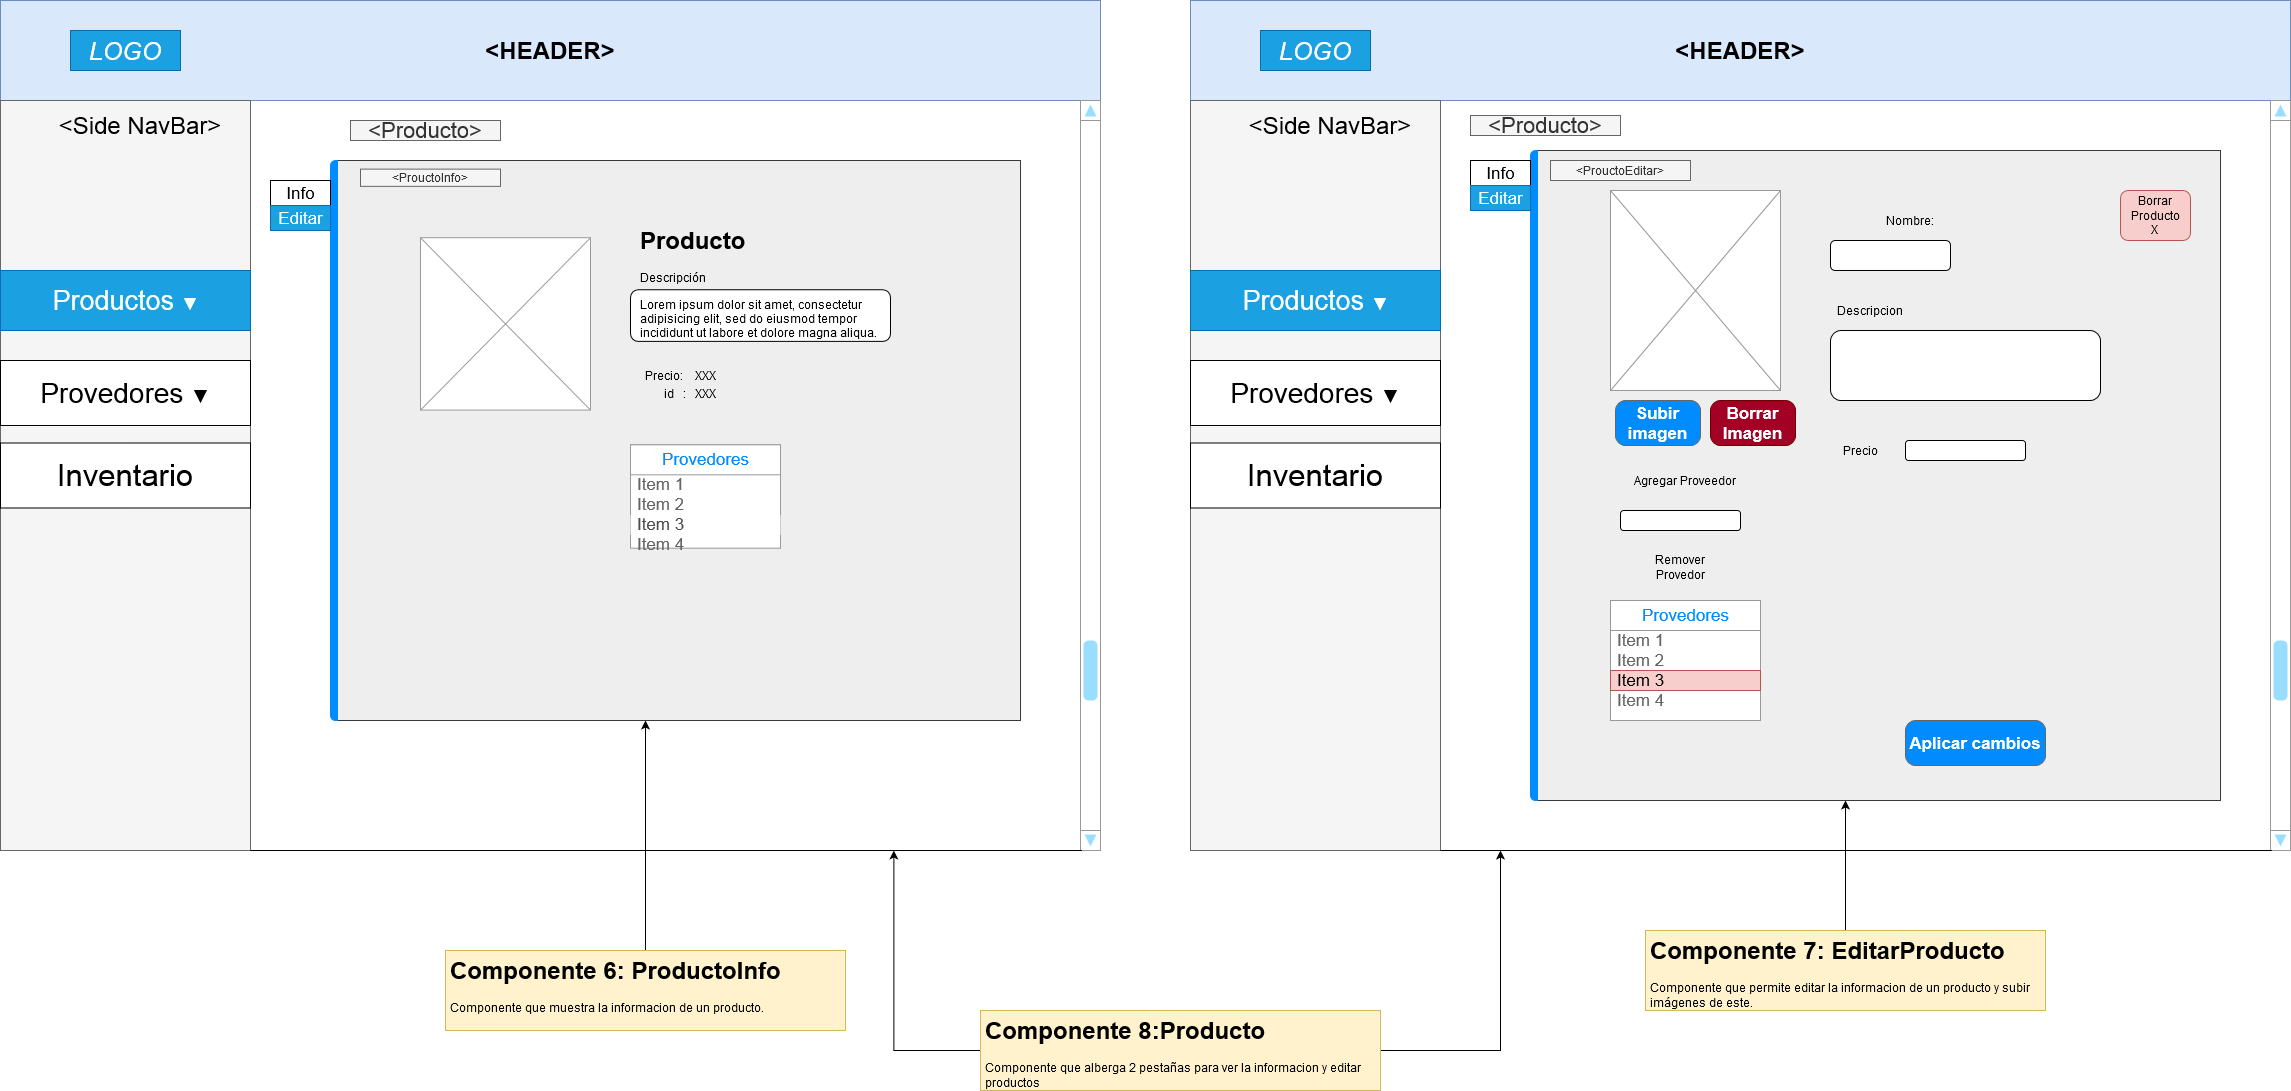 LOGO
<HEADER>
<Side NavBar>
<Producto>
<ProuctoInfo>
Info
Editar
Productos ▼
Provedores ▼
Inventario
Producto
Descripción
Lorem ipsum dolor sit amet, consectetur
adipisicing elit, sed do eiusmod tempor
incididunt ut labore et dolore magna aliqua.
Precio: XXX
id : XXX
Provedores
Item 1
Item 2
Item 3
Item 4
LOGO
<HEADER>
<Side NavBar>
<Producto>
<ProuctoEditar>
Info
Editar
Productos ▼
Provedores ▼
Inventario
Nombre:
Borrar
Producto
X
Descripcion
Subir
imagen
Borrar
Imagen
Precio
Agregar Proveedor
Remover
Provedor
Provedores
Item 1
Item 2
Item 3
Item 4
Aplicar cambios
Componente 6: ProductoInfo
Componente que muestra la informacion de un producto.
Componente 8:Producto
Componente que alberga 2 pestañas para ver la informacion y editar
productos
Componente 7: EditarProducto
Componente que permite editar la informacion de un producto y subir
imágenes de este.